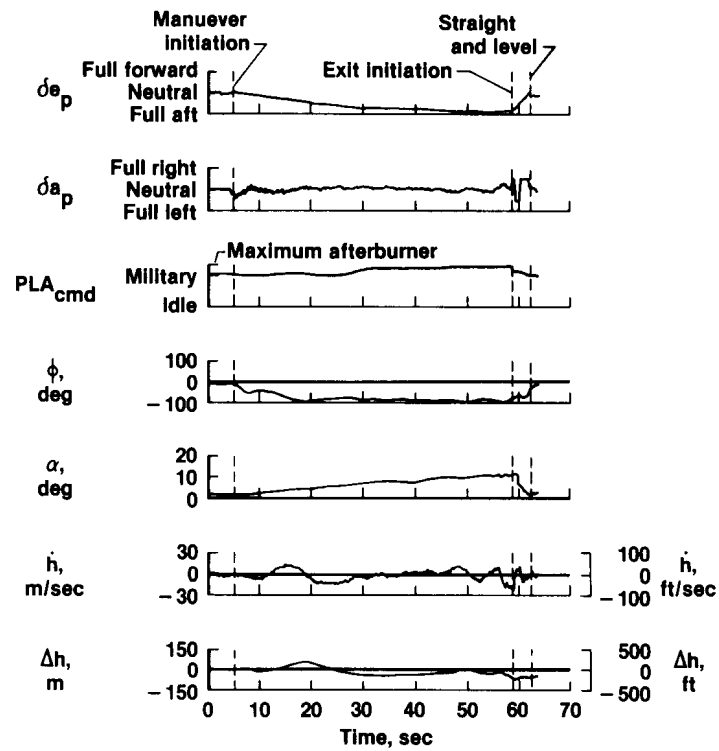 Manuever initiation
Straight and level
Exit initiation
δe_p
Full forward
Neutral
Full aft
δa_p
Full right
Neutral
Full left
PLA_cmd
Maximum afterburner
Military
Idle
ϕ, deg
100
0
−100
α, deg
20
10
0
ḣ, m/sec
30
0
−30
100
0
−100
ḣ, ft/sec
Δh, m
150
0
−150
500
0
−500
Δh, ft
0 10 20 30 40 50 60 70
Time, sec